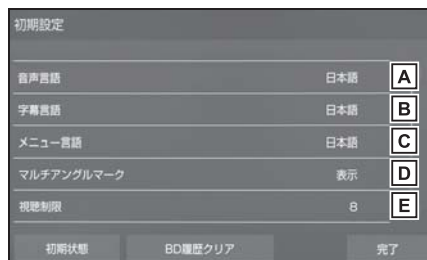 初期設定
音声言語 日本語 A
字幕言語 日本語 B
メニュー言語 日本語 C
マルチアングルマーク 表示 D
視聴制限 8 E
初期状態 BD履歴クリア 完了